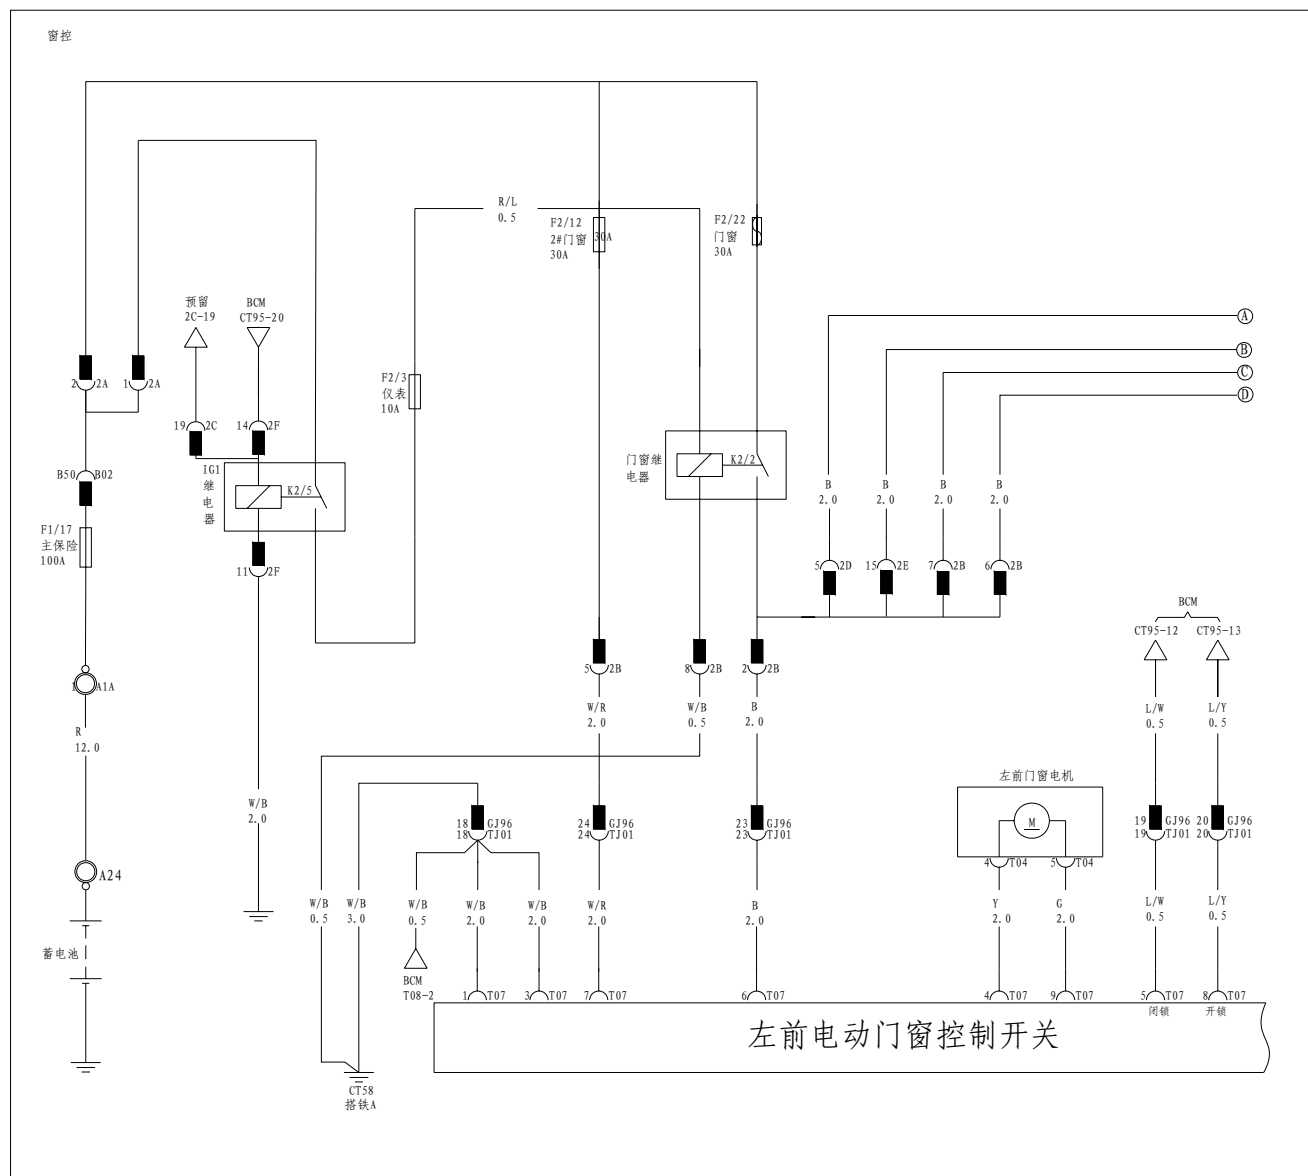 窗控
R/L
0.5
F2/12
2#门窗
30A
30A
F2/22
门窗
30A
预留
2C-19
BCM
CT95-20
A
B
C
D
2 2A
1 2A
F2/3
仪表
10A
19 2C
14 2F
B50 B02
IG1
继
电
器
K2/5
门窗继
电器
K2/2
B
2.0
B
2.0
B
2.0
B
2.0
F1/17
主保险
100A
11 2F
5 2D
15 2E
7 2B
6 2B
BCM
CT95-12
CT95-13
5 2B
8 2B
2 2B
1 A1A
R
12.0
W/R
2.0
W/B
0.5
B
2.0
L/W
0.5
L/Y
0.5
左前门窗电机
M
W/B
2.0
18 GJ96
18 TJ01
24 GJ96
24 TJ01
23 GJ96
23 TJ01
19 GJ96
19 TJ01
20 GJ96
20 TJ01
4 T04
5 T04
A24
W/B
0.5
W/B
3.0
W/B
0.5
W/B
2.0
W/B
2.0
W/R
2.0
B
2.0
Y
2.0
G
2.0
L/W
0.5
L/Y
0.5
蓄电池
BCM
T08-2
1 T07
3 T07
7 T07
6 T07
4 T07
9 T07
5 T07
8 T07
闭锁
开锁
左前电动门窗控制开关
CT58
搭铁A